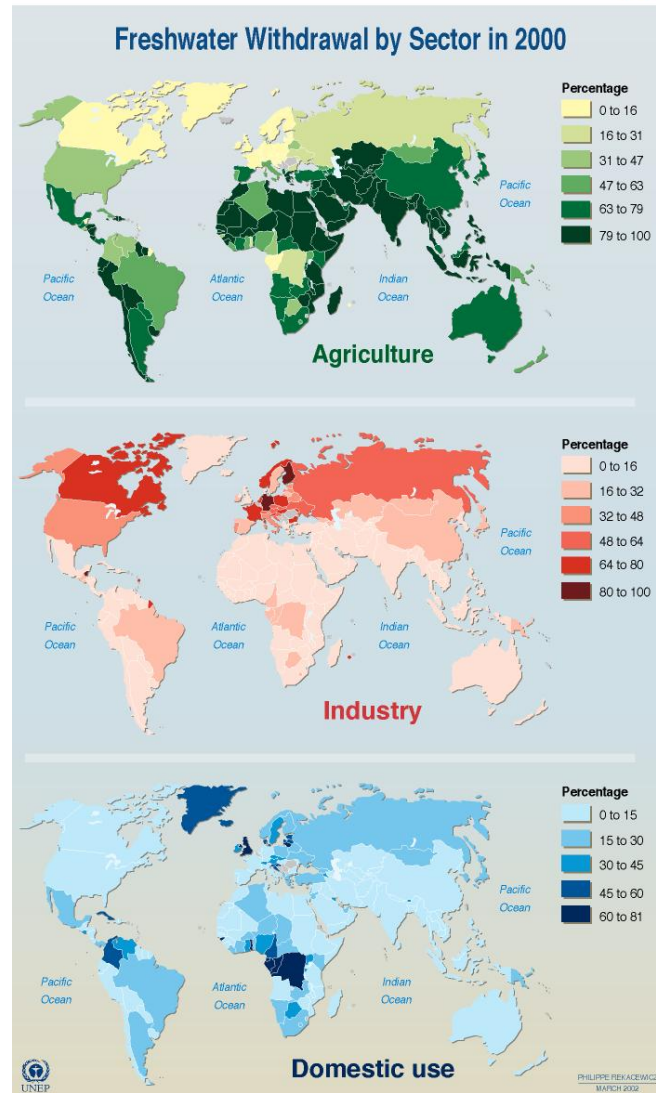 Freshwater Withdrawal by Sector in 2000
Percentage
0 to 16
16 to 31
31 to 47
47 to 63
63 to 79
79 to 100
Pacific
Ocean
Pacific
Ocean
Atlantic
Ocean
Indian
Ocean
Agriculture
Percentage
0 to 16
16 to 32
32 to 48
48 to 64
64 to 80
80 to 100
Pacific
Ocean
Pacific
Ocean
Atlantic
Ocean
Indian
Ocean
Industry
Percentage
0 to 15
15 to 30
30 to 45
45 to 60
60 to 81
Pacific
Ocean
Pacific
Ocean
Atlantic
Ocean
Indian
Ocean
Domestic use
UNEP
PHILIPPE REKACEWICZ
MARCH 2002